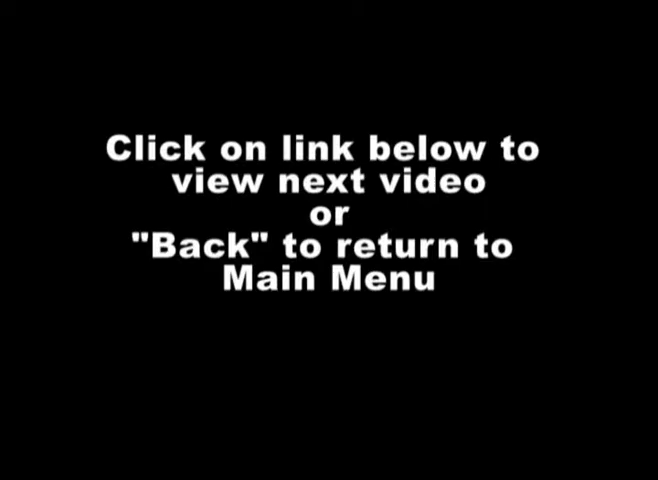 Click on link below to
view next video
or
"Back" to return to
Main Menu